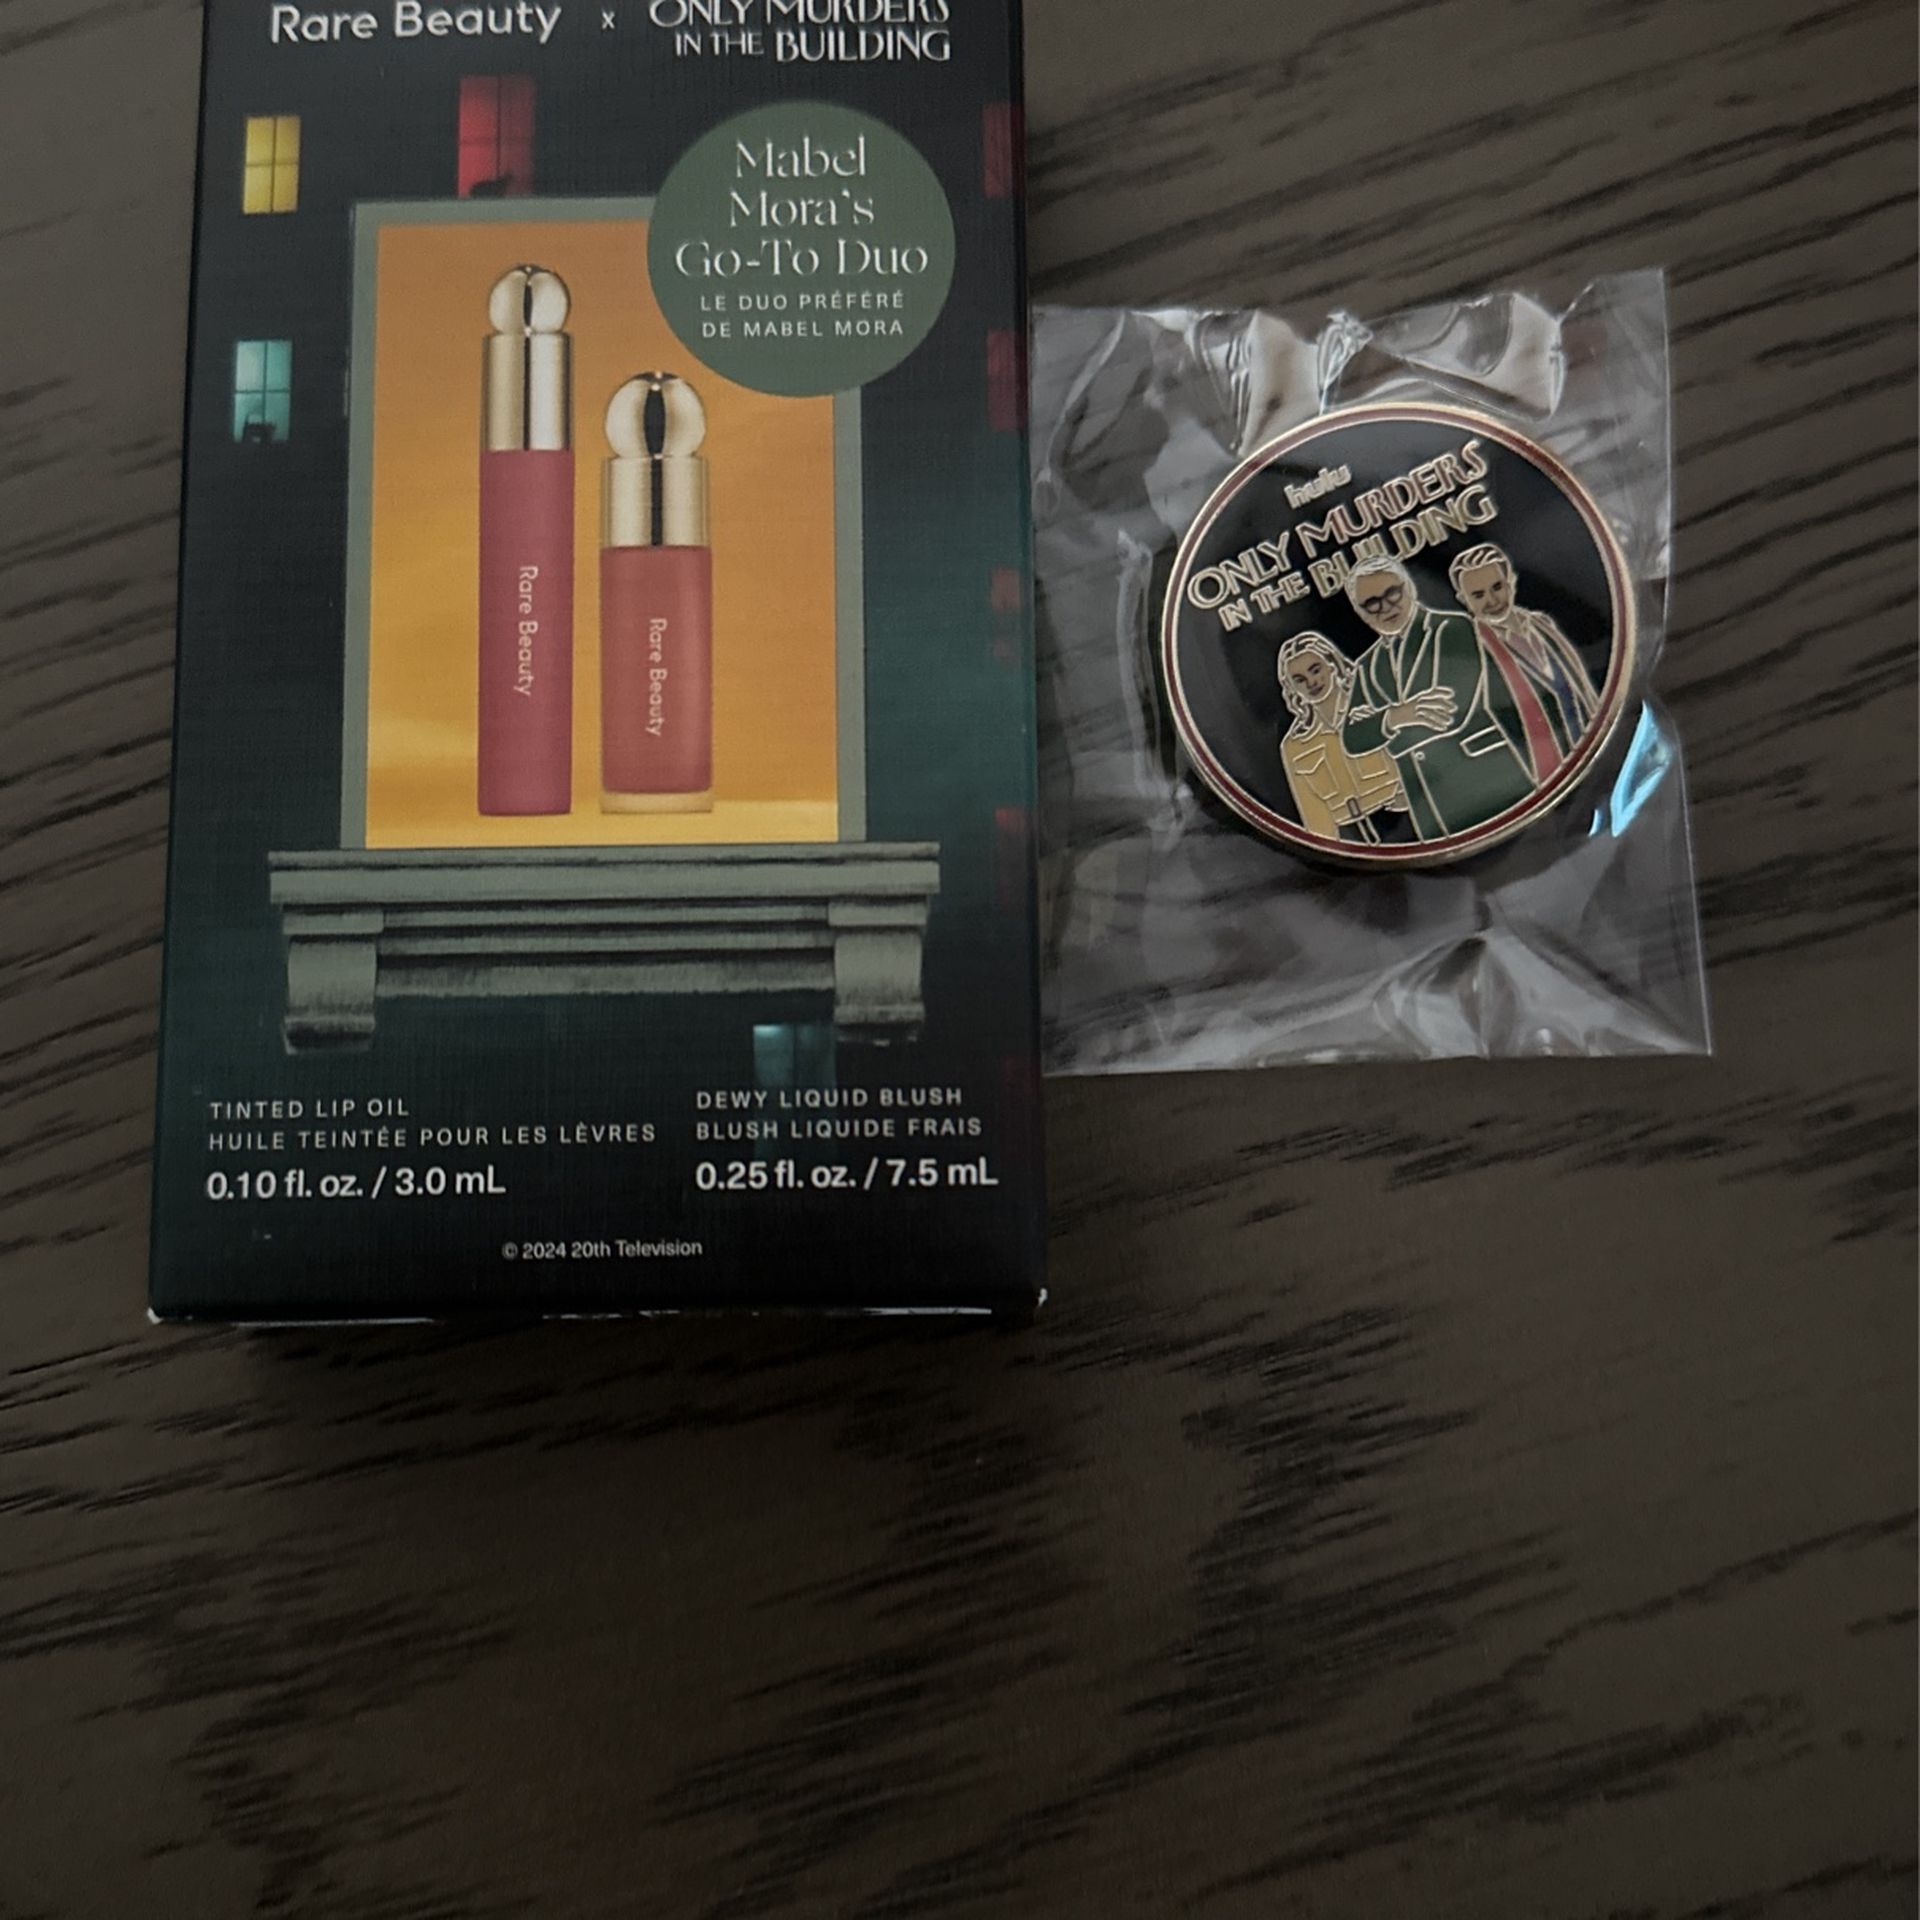 Rare Beauty x ONLY MURDERS
IN THE BUILDING
Mabel
Mora's
Go-To Duo
LE DUO PRÉFÉRÉ
DE MABEL MORA
Rare Beauty
Rare Beauty
TINTED LIP OIL
HUILE TEINTÉE POUR LES LÈVRES
0.10 fl. oz. / 3.0 mL
DEWY LIQUID BLUSH
BLUSH LIQUIDE FRAIS
0.25 fl. oz. / 7.5 mL
© 2024 20th Television
hulu
ONLY MURDERS
IN THE BUILDING